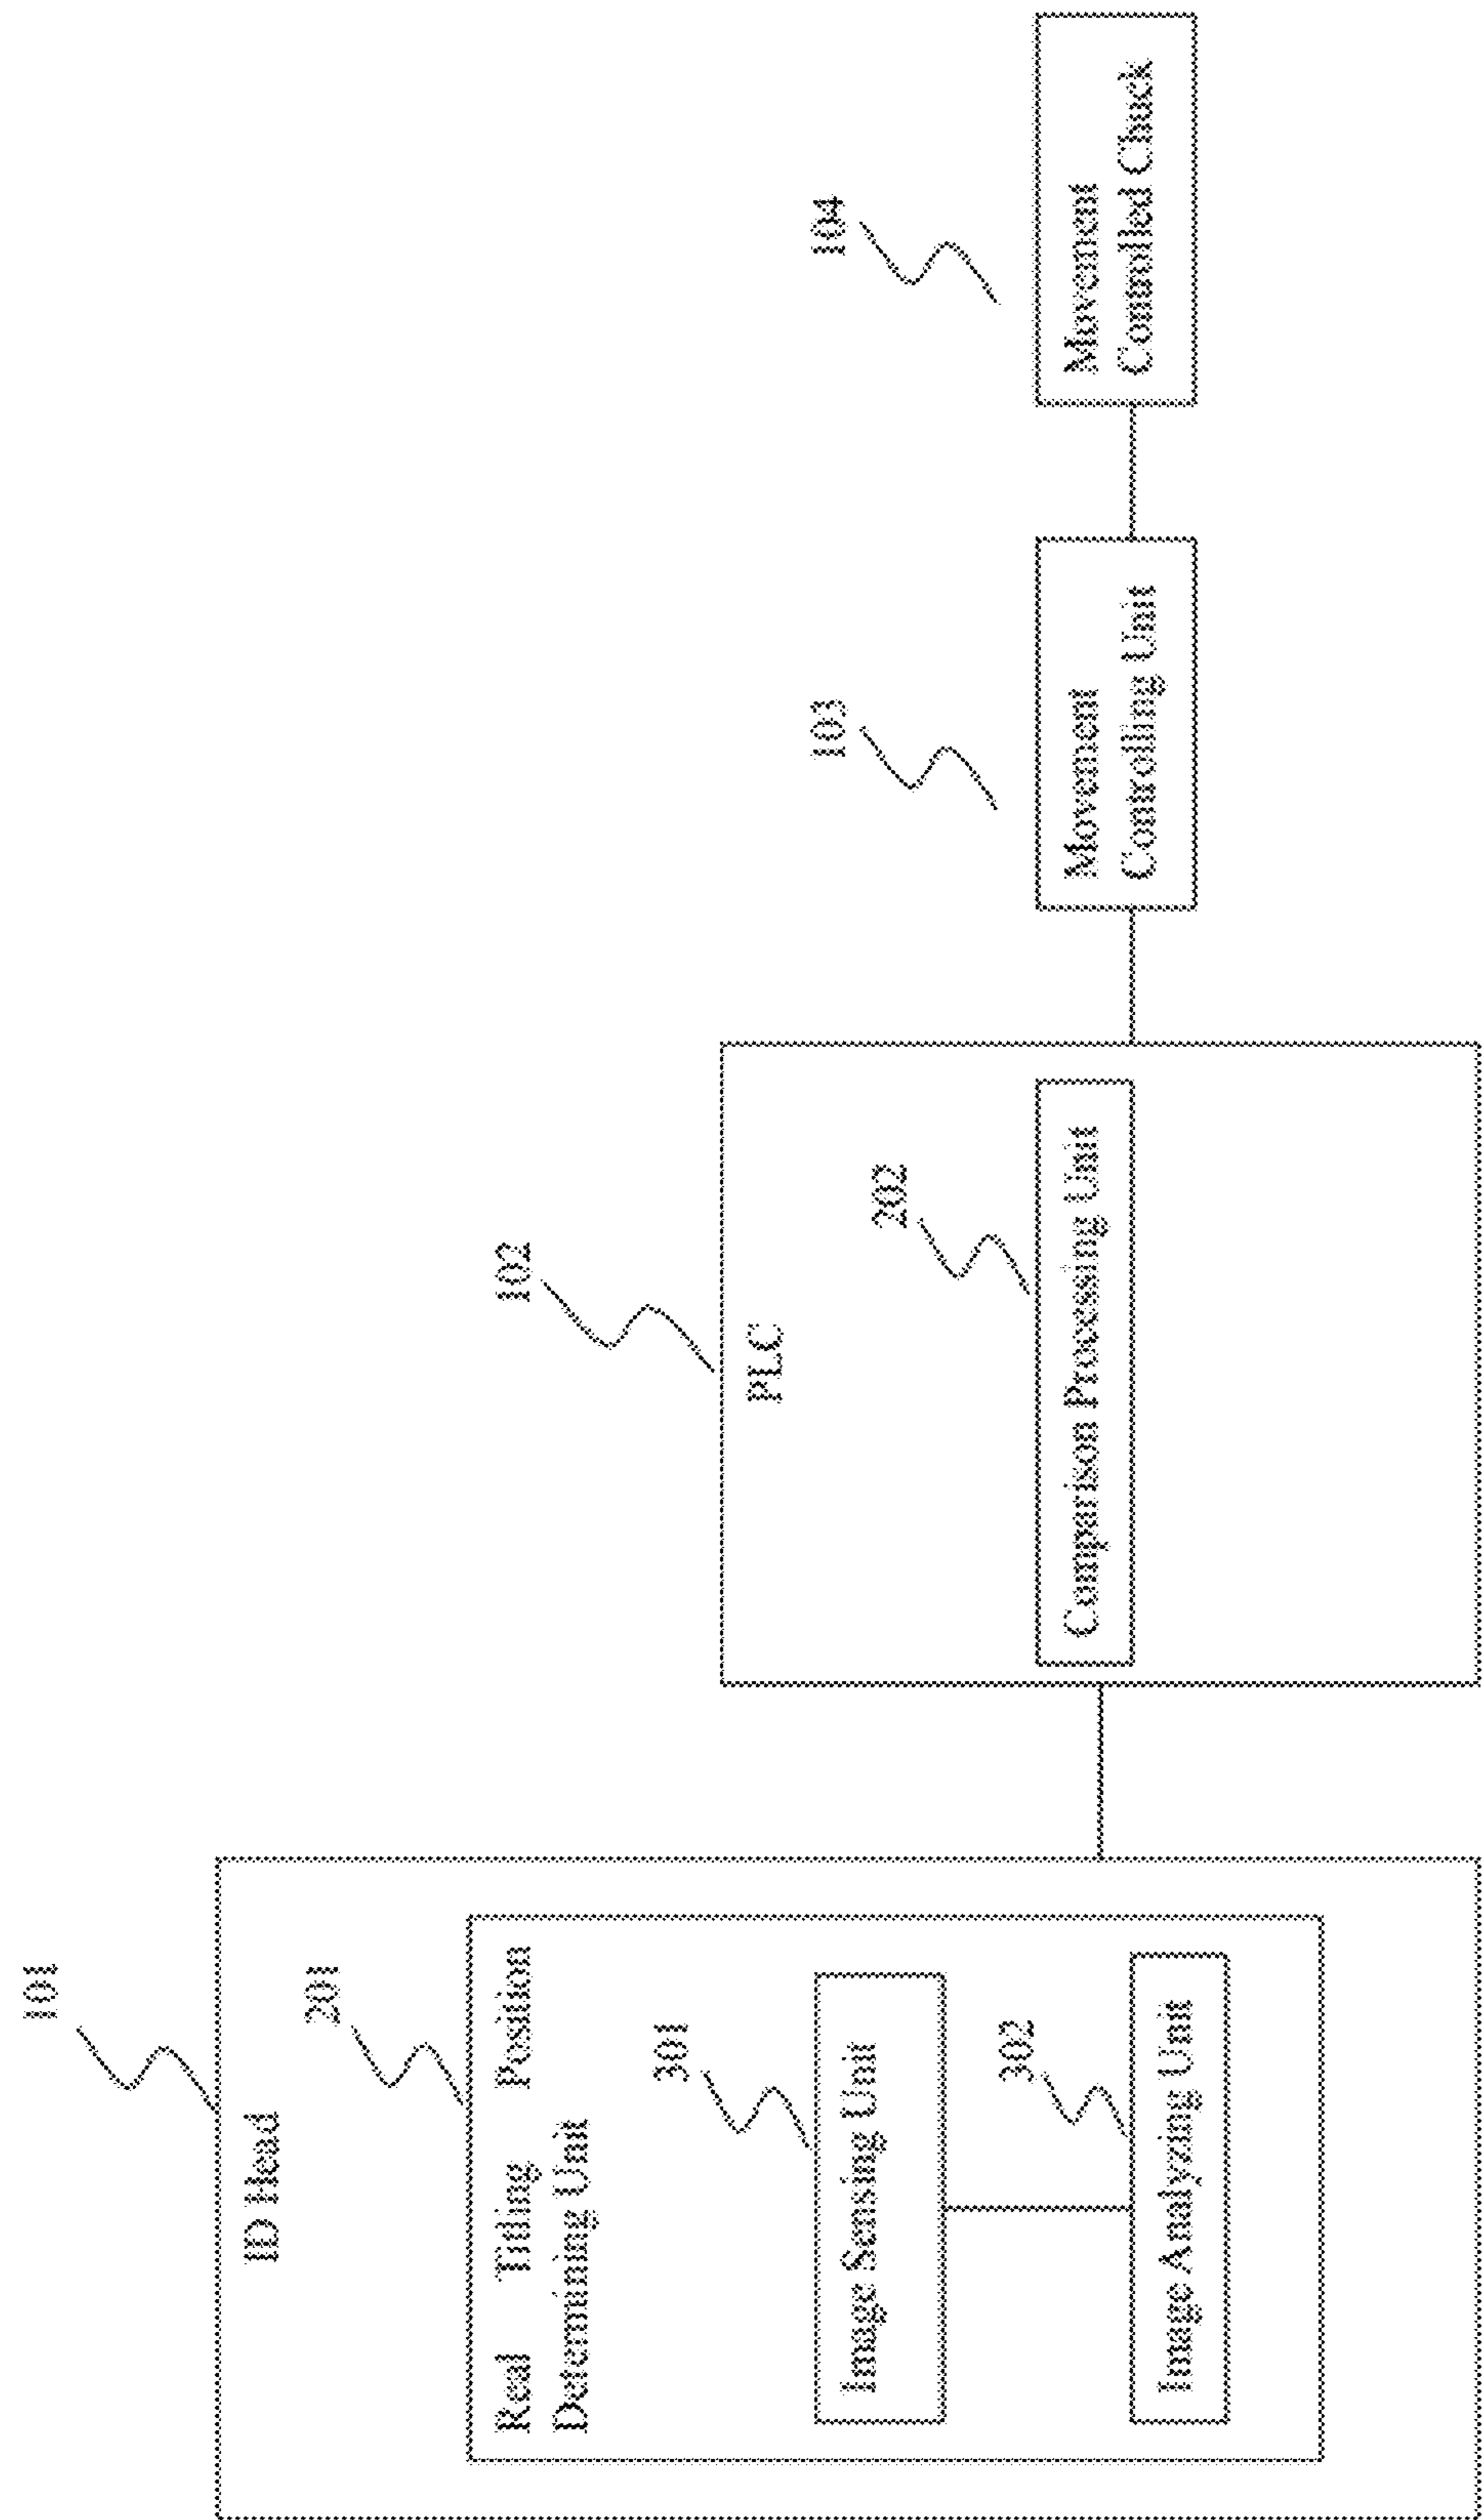 101
ID Head
201
Real Titling Position
Determining Unit
301
Image Sensing Unit
302
Image Analyzing Unit
102
PLC
202
Comparison Processing Unit
103
Movement
Controlling Unit
104
Movement
Controlled Chuck